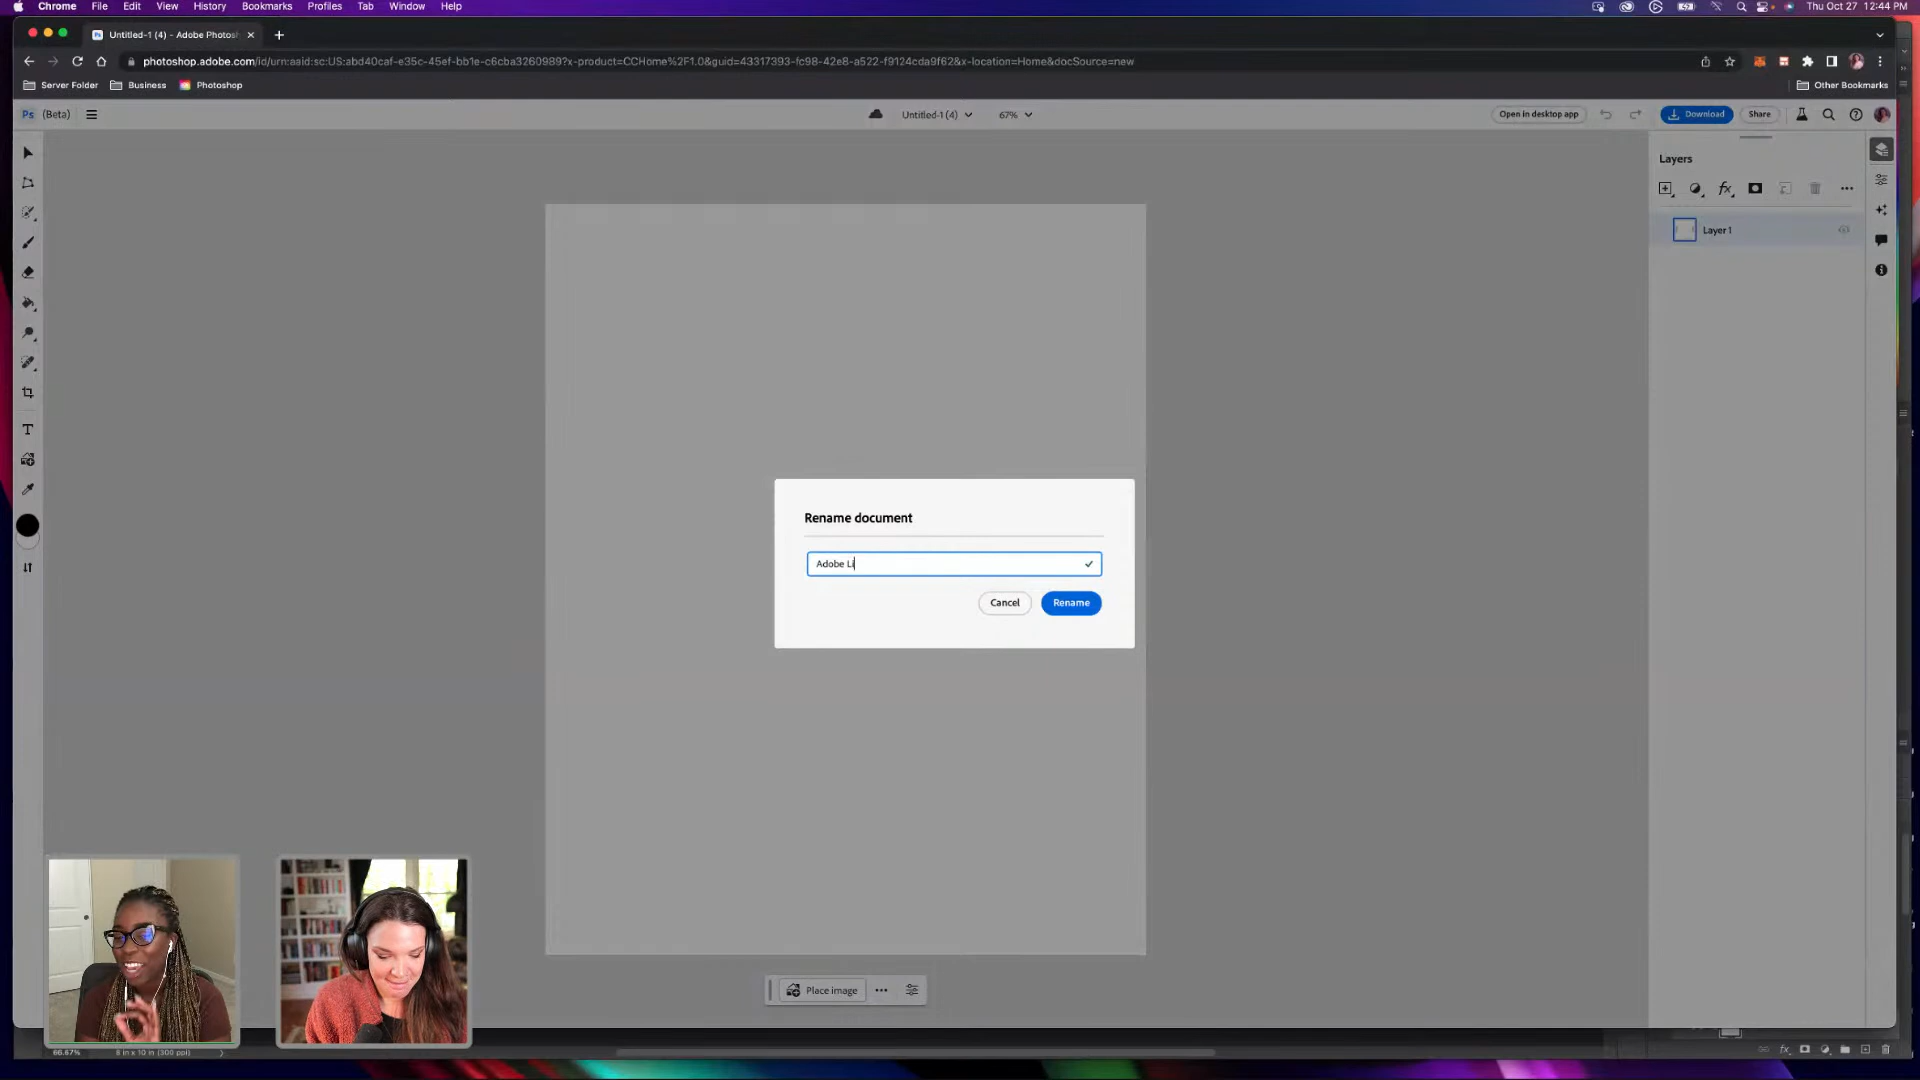 Chrome File Edit View History Bookmarks Profiles Tab Window Help
Thu Oct 27 12:44 PM
Untitled-1 (4) - Adobe Photosh
photoshop.adobe.com/id/urn:aaid:sc:US:abd40caf-e35c-45ef-bb1e-c6cba3260989?x-product=CCHome%2F1.0&guid=43317393-fc98-42e8-a522-f9124cda9f62&x-location=Home&docSource=new
Server Folder Business Photoshop Other Bookmarks
Ps (Beta) Untitled-1 (4) 67% Open in desktop app Download Share
Layers
fx
Layer 1
T
Rename document
Adobe Li
Cancel Rename
Place image
66.67% 8 in x 10 in (300 ppi)
fx